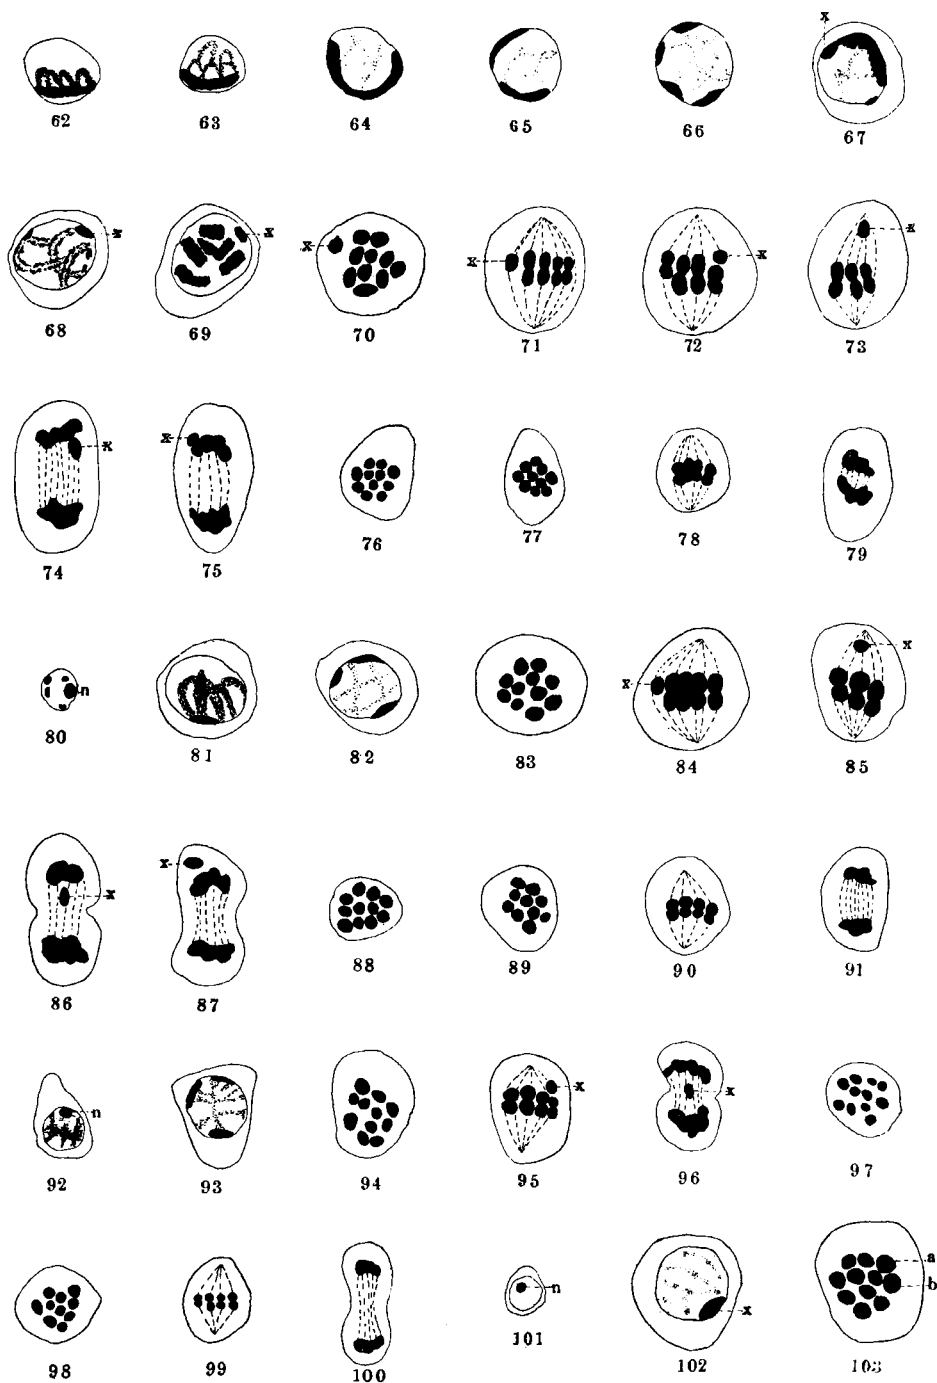 x
62 63 64 65 66 67
x x x x x x
68 69 70 71 72 73
x x
74 75 76 77 78 79
n x x
80 81 82 83 84 85
x x
86 87 88 89 90 91
n x x
92 93 94 95 96 97
n x a
b
98 99 100 101 102 103